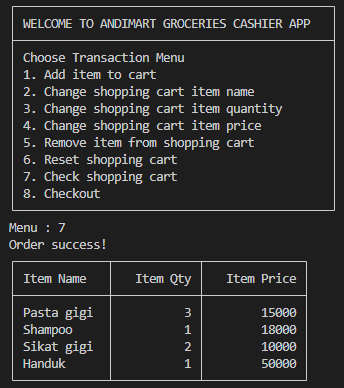 WELCOME TO ANDIMART GROCERIES CASHIER APP
Choose Transaction Menu
1. Add item to cart
2. Change shopping cart item name
3. Change shopping cart item quantity
4. Change shopping cart item price
5. Remove item from shopping cart
6. Reset shopping cart
7. Check shopping cart
8. Checkout
Menu : 7
Order success!
Item Name Item Qty Item Price
Pasta gigi 3 15000
Shampoo 1 18000
Sikat gigi 2 10000
Handuk 1 50000